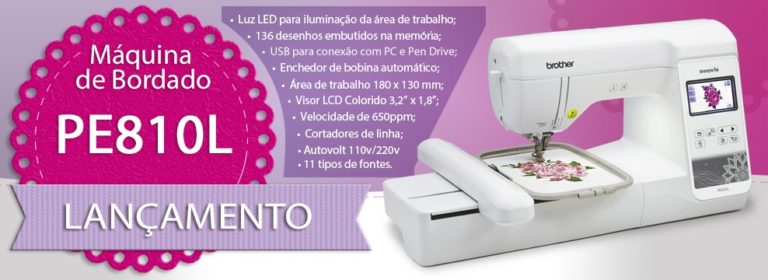 Máquina
de Bordado
PE810L
LANÇAMENTO
• Luz LED para iluminação da área de trabalho;
• 136 desenhos embutidos na memória;
• USB para conexão com PC e Pen Drive;
• Enchedor de bobina automático;
• Área de trabalho 180 x 130 mm;
• Visor LCD Colorido 3,2” x 1,8”;
• Velocidade de 650ppm;
• Cortadores de linha;
• Autovolt 110v/220v
• 11 tipos de fontes.
brother
innovís